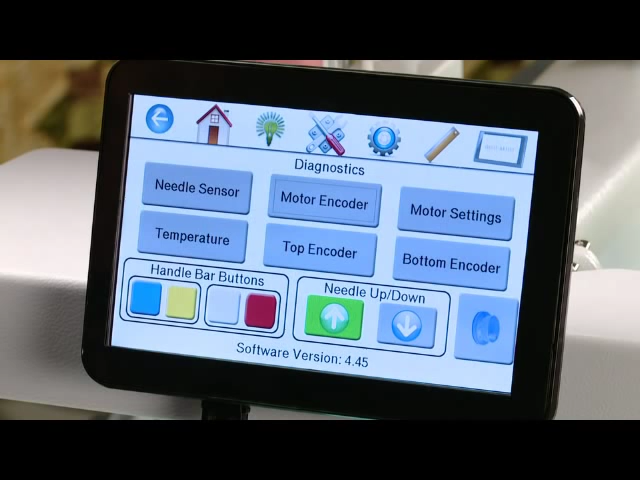 Diagnostics
Needle Sensor
Motor Encoder
Motor Settings
Temperature
Top Encoder
Bottom Encoder
Handle Bar Buttons
Needle Up/Down
Software Version: 4.45